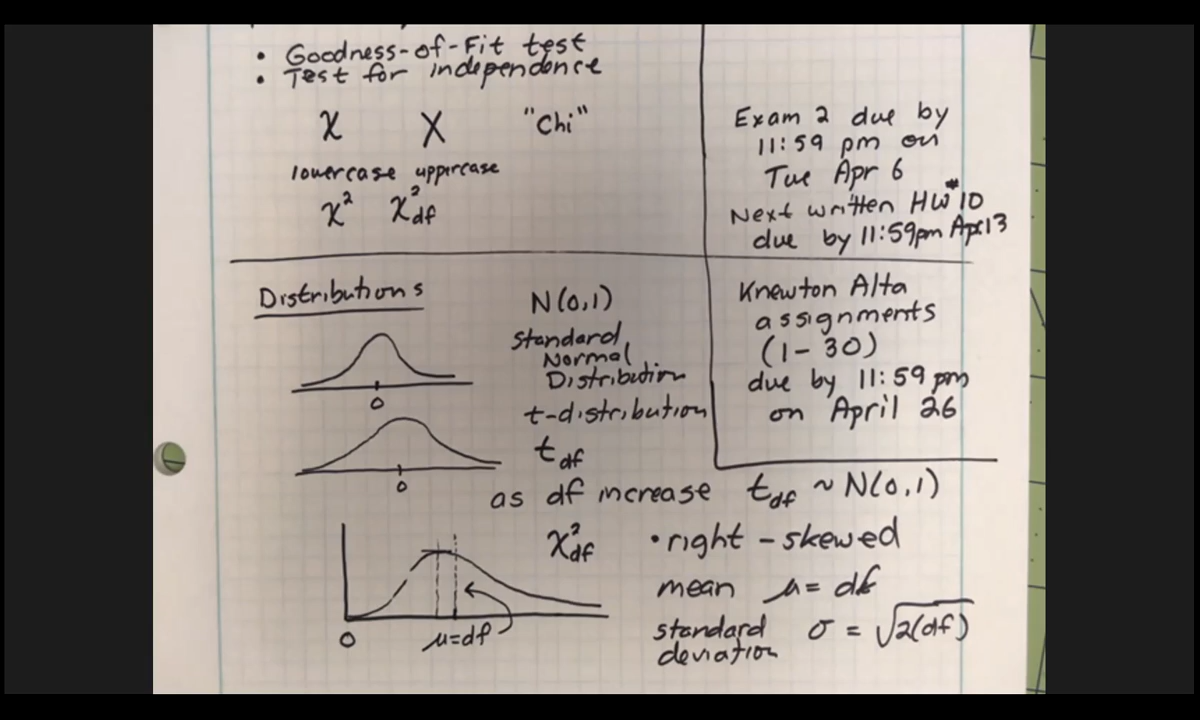 • Goodness-of-Fit test
• Test for independence
χ X "Chi"
lowercase uppercase
χ² χ²df
Exam 2 due by
11:59 pm on
Tue Apr 6
Next written HW#10
due by 11:59pm Apr 13
Distributions
N(0,1)
Standard
Normal
Distribution
0
t-distribution
tdf
0
as df increase tdf ~ N(0,1)
Knewton Alta
assignments
(1-30)
due by 11:59 pm
on April 26
χ²df
• right-skewed
mean μ = df
standard σ = √2(df)
deviation
0
μ=df